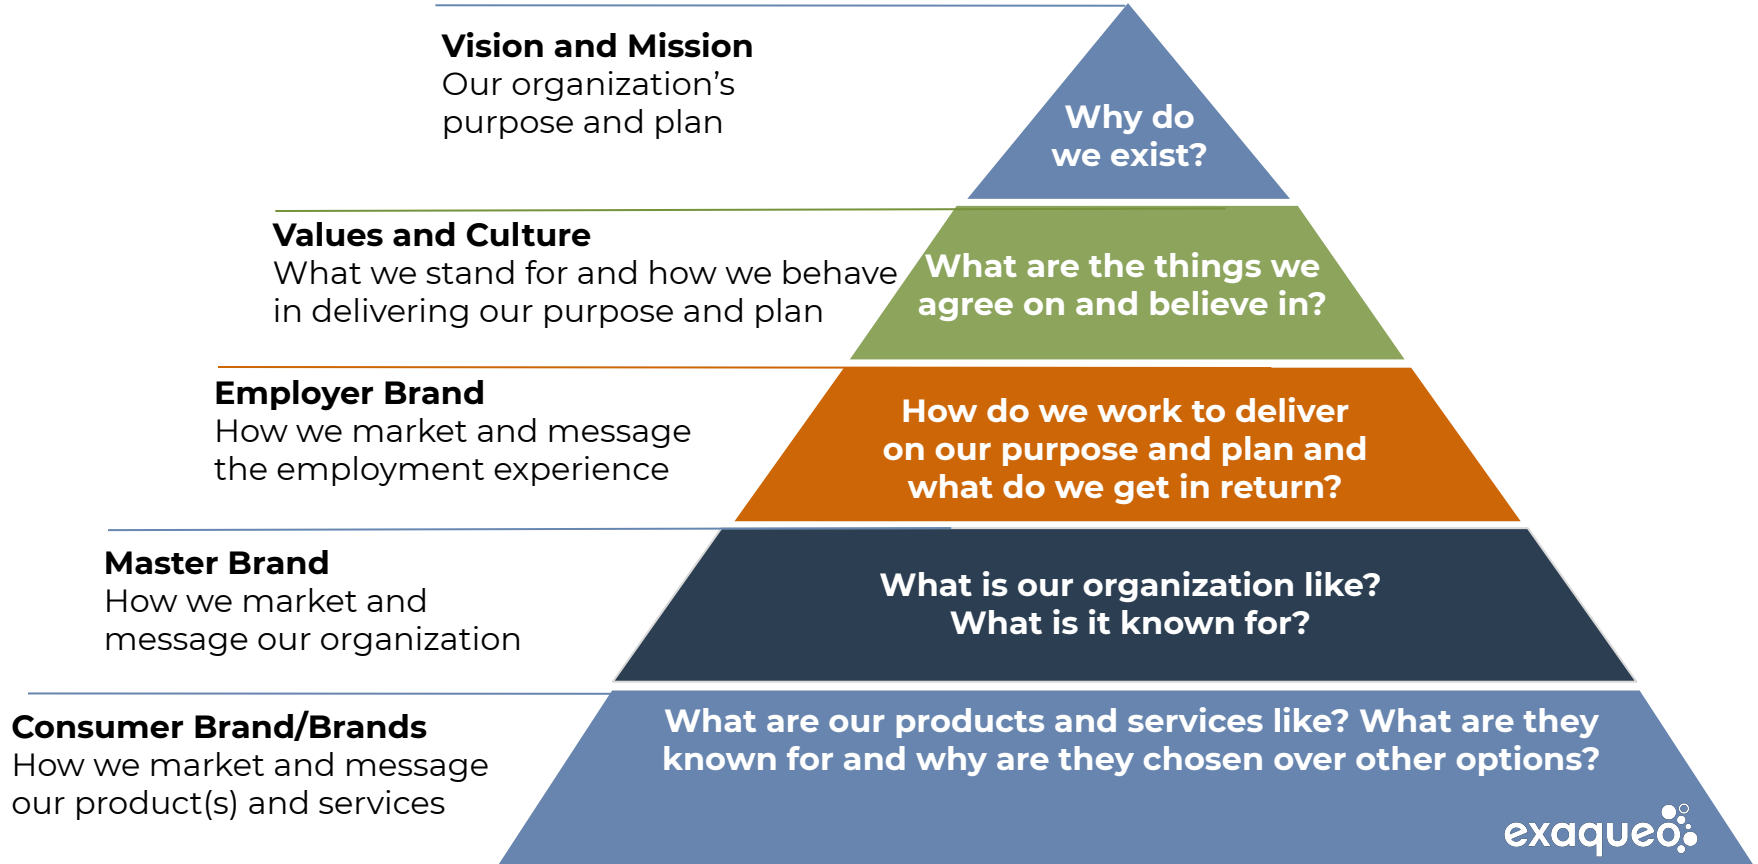 Vision and Mission
Our organization's
purpose and plan
Why do
we exist?
Values and Culture
What we stand for and how we behave
in delivering our purpose and plan
What are the things we
agree on and believe in?
Employer Brand
How we market and message
the employment experience
How do we work to deliver
on our purpose and plan and
what do we get in return?
Master Brand
How we market and
message our organization
What is our organization like?
What is it known for?
Consumer Brand/Brands
How we market and message
our product(s) and services
What are our products and services like? What are they
known for and why are they chosen over other options?
exaqueo